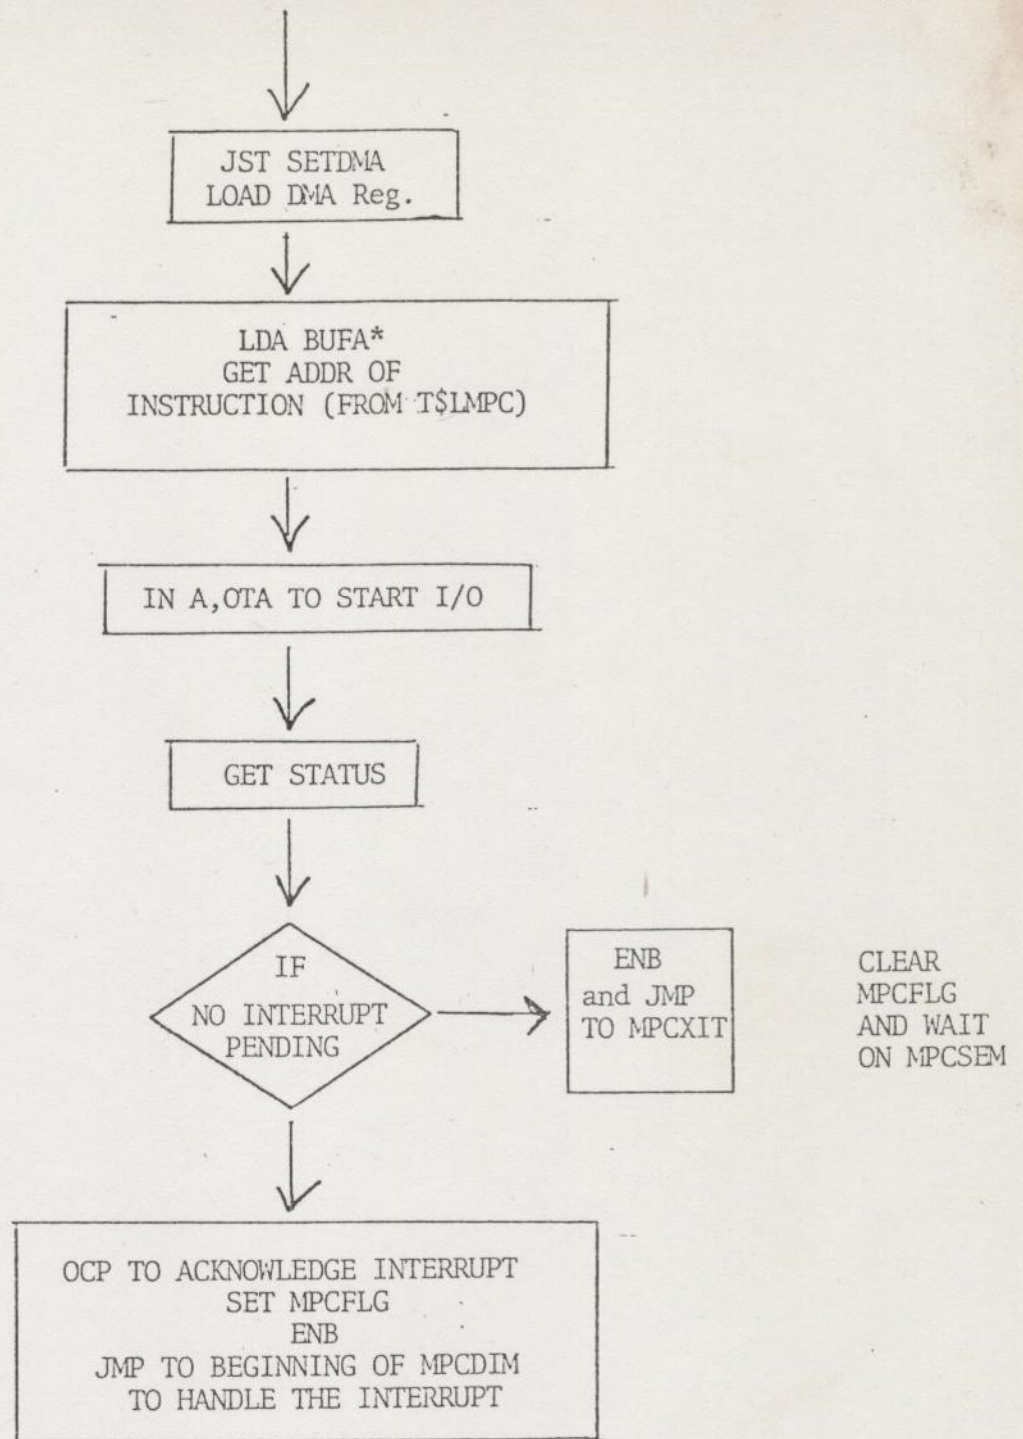 JST SETDMA
LOAD DMA Reg.
LDA BUFA*
GET ADDR OF
INSTRUCTION (FROM T$LMPC)
IN A,OTA TO START I/O
GET STATUS
IF
NO INTERRUPT
PENDING
ENB
and JMP
TO MPCXIT
CLEAR
MPCFLG
AND WAIT
ON MPCSEM
OCP TO ACKNOWLEDGE INTERRUPT
SET MPCFLG
ENB
JMP TO BEGINNING OF MPCDIM
TO HANDLE THE INTERRUPT